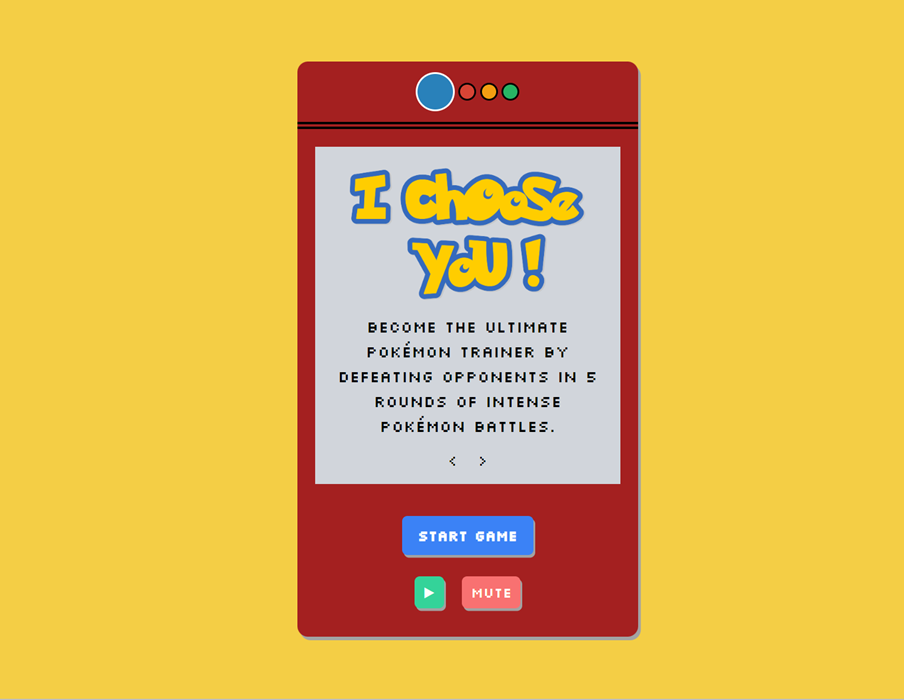 I Choose
You !
BECOME THE ULTIMATE
POKÉMON TRAINER BY
DEFEATING OPPONENTS IN 5
ROUNDS OF INTENSE
POKÉMON BATTLES.
< >
START GAME
MUTE